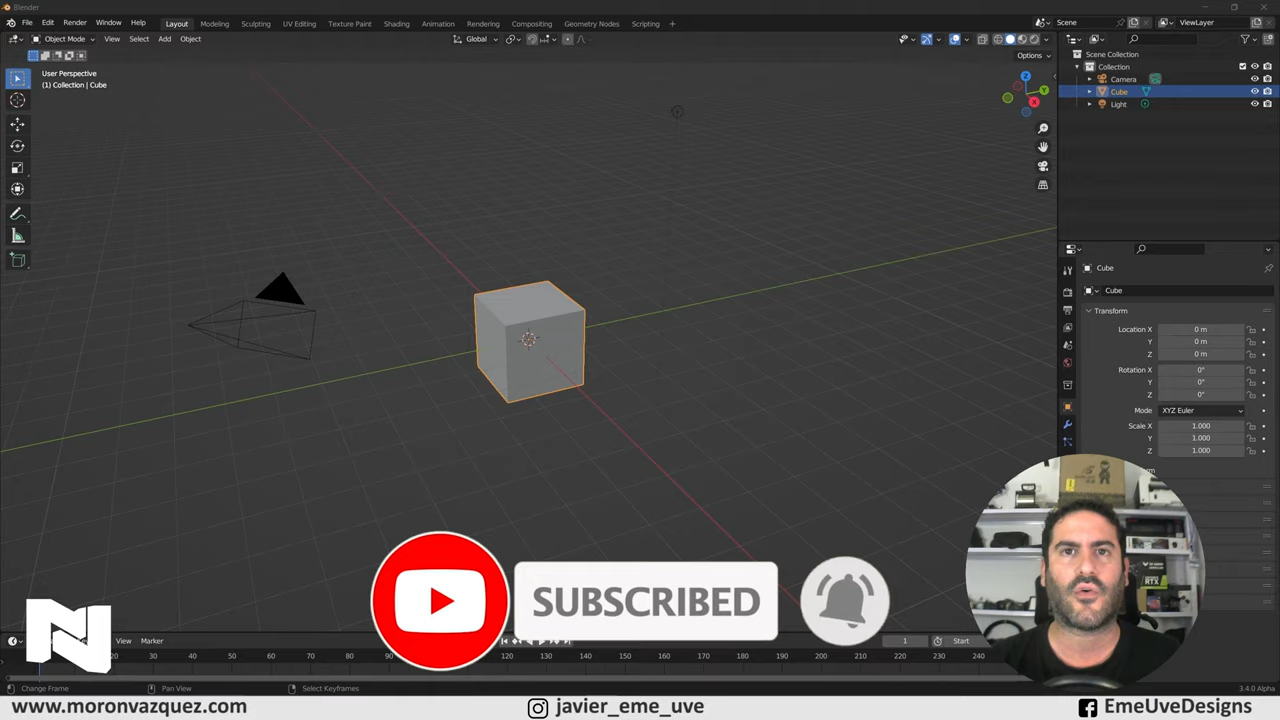 Blender
File Edit Render Window Help Layout Modeling Sculpting UV Editing Texture Paint Shading Animation Rendering Compositing Geometry Nodes Scripting + Scene ViewLayer
Object Mode View Select Add Object Global
Options
User Perspective
(1) Collection | Cube
Scene Collection
Collection
Camera
Cube
Light
Z
Y
X
Cube
Cube
Transform
Location X 0 m
Y 0 m
Z 0 m
Rotation X 0°
Y 0°
Z 0°
Mode XYZ Euler
Scale X 1.000
Y 1.000
Z 1.000
RTX
SUBSCRIBED
View Marker 1 Start
20 30 40 50 60 70 80 90 100 110 120 130 140 150 160 170 180 190 200 210 220 230 240
Change Frame Pan View Select Keyframes 3.4.0 Alpha
www.moronvazquez.com javier_eme_uve EmeUveDesigns